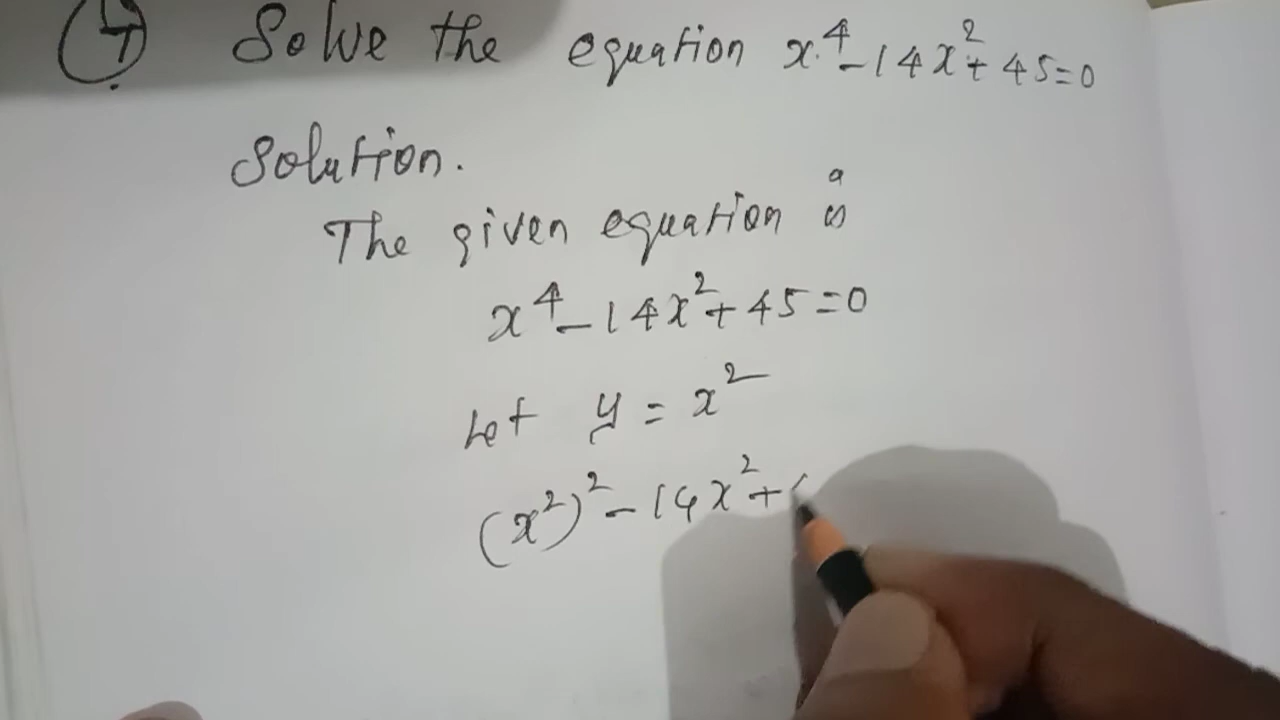 7. Solve the equation x⁴-14x²+45=0
Solution.
The given equation is
x⁴-14x²+45=0
Let y = x²
(x²)²-14x²+